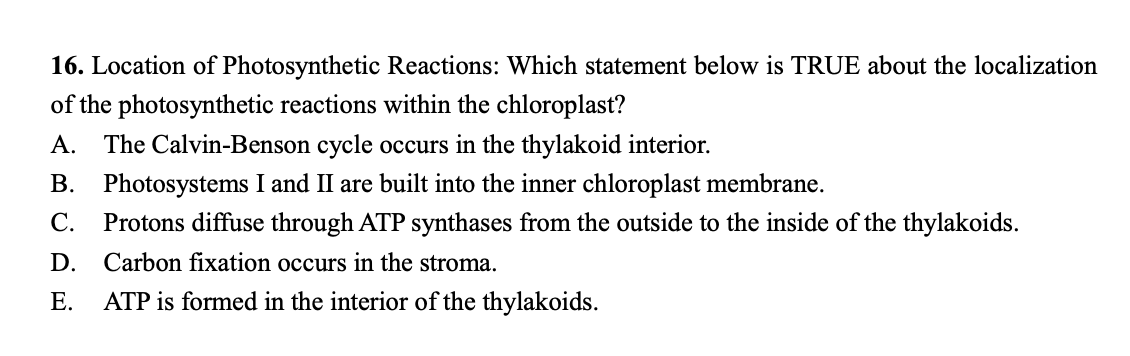 16. Location of Photosynthetic Reactions: Which statement below is TRUE about the localization
of the photosynthetic reactions within the chloroplast?
A. The Calvin-Benson cycle occurs in the thylakoid interior.
B. Photosystems I and II are built into the inner chloroplast membrane.
C. Protons diffuse through ATP synthases from the outside to the inside of the thylakoids.
D. Carbon fixation occurs in the stroma.
E. ATP is formed in the interior of the thylakoids.